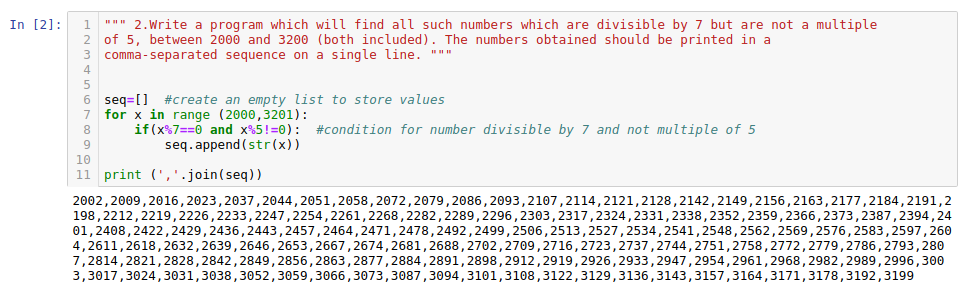 In [2]:
1 """ 2.Write a program which will find all such numbers which are divisible by 7 but are not a multiple
2 of 5, between 2000 and 3200 (both included). The numbers obtained should be printed in a
3 comma-separated sequence on a single line. """
4
5
6 seq=[]  #create an empty list to store values
7 for x in range (2000,3201):
8     if(x%7==0 and x%5!=0):  #condition for number divisible by 7 and not multiple of 5
9         seq.append(str(x))
10
11 print (','.join(seq))
2002,2009,2016,2023,2037,2044,2051,2058,2072,2079,2086,2093,2107,2114,2121,2128,2142,2149,2156,2163,2177,2184,2191,2
198,2212,2219,2226,2233,2247,2254,2261,2268,2282,2289,2296,2303,2317,2324,2331,2338,2352,2359,2366,2373,2387,2394,24
01,2408,2422,2429,2436,2443,2457,2464,2471,2478,2492,2499,2506,2513,2527,2534,2541,2548,2562,2569,2576,2583,2597,260
4,2611,2618,2632,2639,2646,2653,2667,2674,2681,2688,2702,2709,2716,2723,2737,2744,2751,2758,2772,2779,2786,2793,280
7,2814,2821,2828,2842,2849,2856,2863,2877,2884,2891,2898,2912,2919,2926,2933,2947,2954,2961,2968,2982,2989,2996,300
3,3017,3024,3031,3038,3052,3059,3066,3073,3087,3094,3101,3108,3122,3129,3136,3143,3157,3164,3171,3178,3192,3199